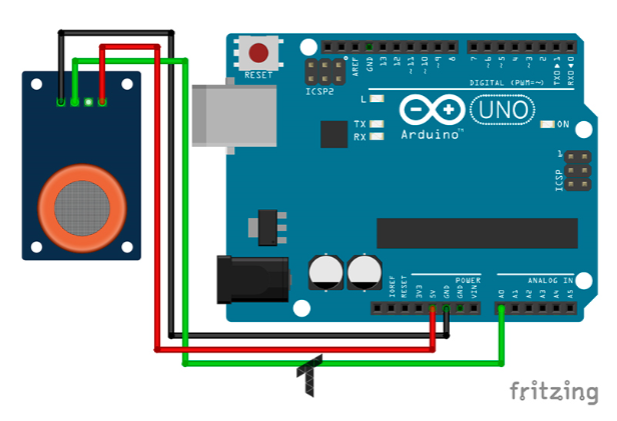 RESET
ICSP2
AREF
GND
13
12
~11
~10
~9
8
7
~6
~5
4
~3
2
TXD▶1
RXD◀0
DIGITAL (PWM=~)
L
TX
RX
UNO
Arduino™
ON
1
ICSP
POWER
ANALOG IN
IOREF
RESET
3V3
5V
GND
GND
VIN
A0
A1
A2
A3
A4
A5
T
fritzing